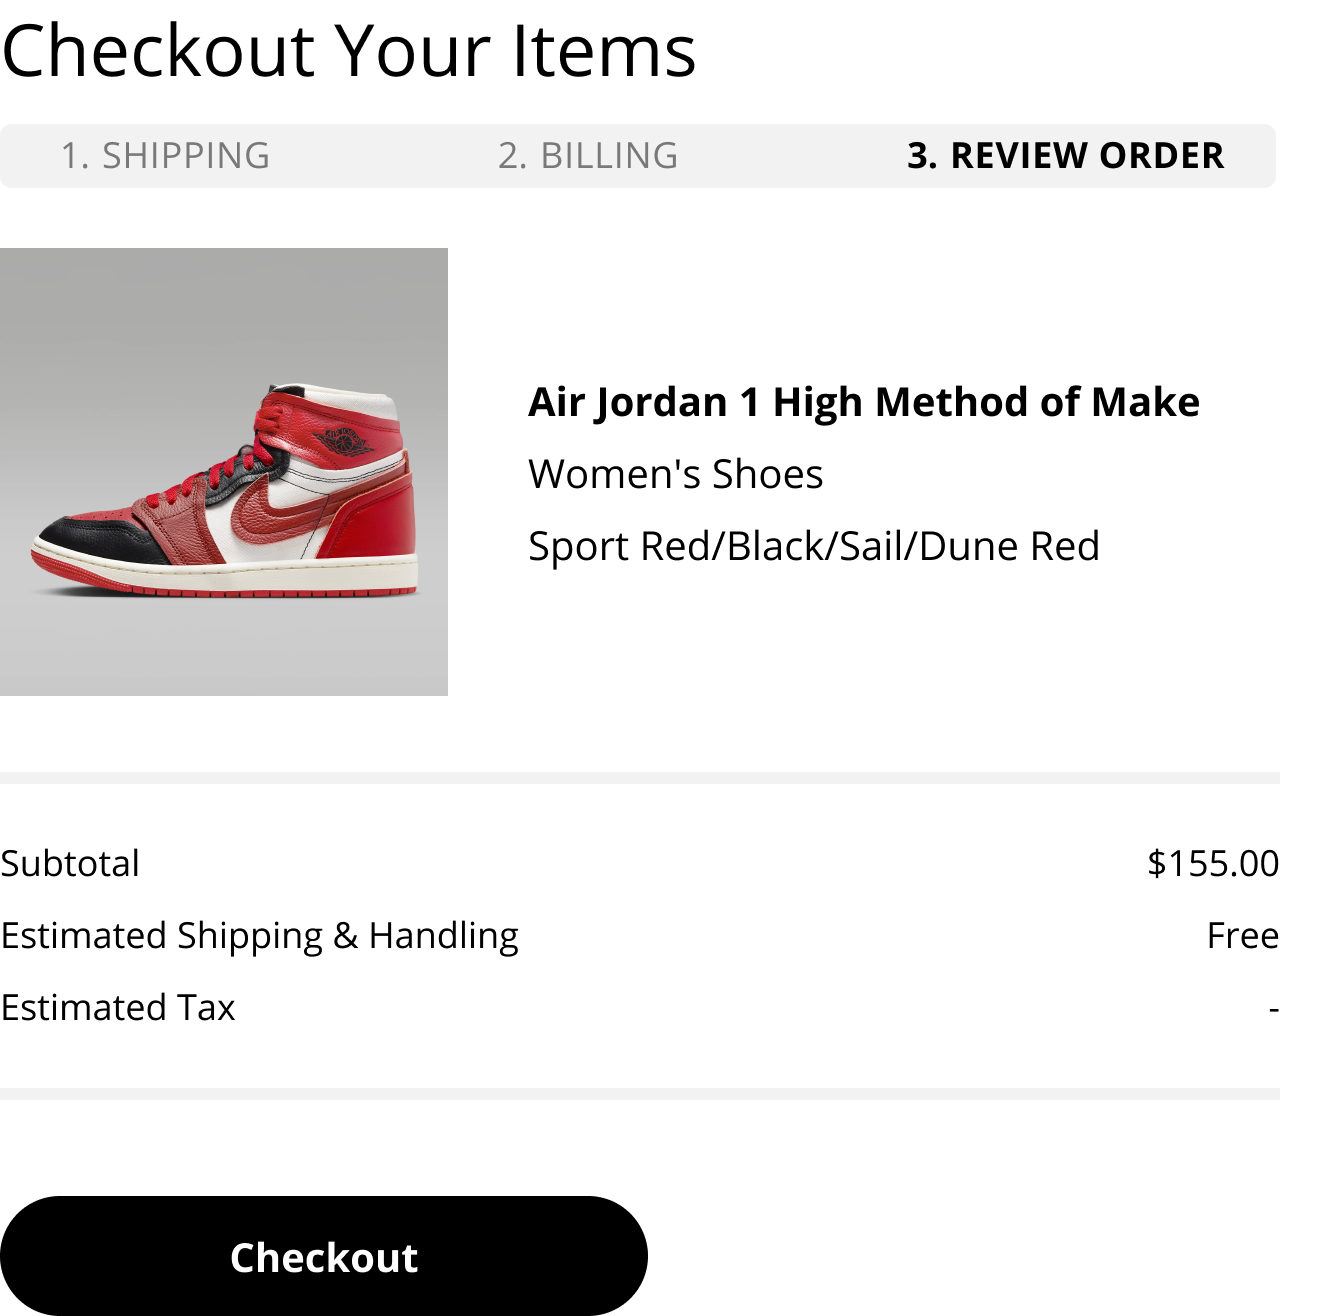 Checkout Your Items
1. SHIPPING 2. BILLING 3. REVIEW ORDER
Air Jordan 1 High Method of Make
Women's Shoes
Sport Red/Black/Sail/Dune Red
Subtotal $155.00
Estimated Shipping & Handling Free
Estimated Tax -
Checkout